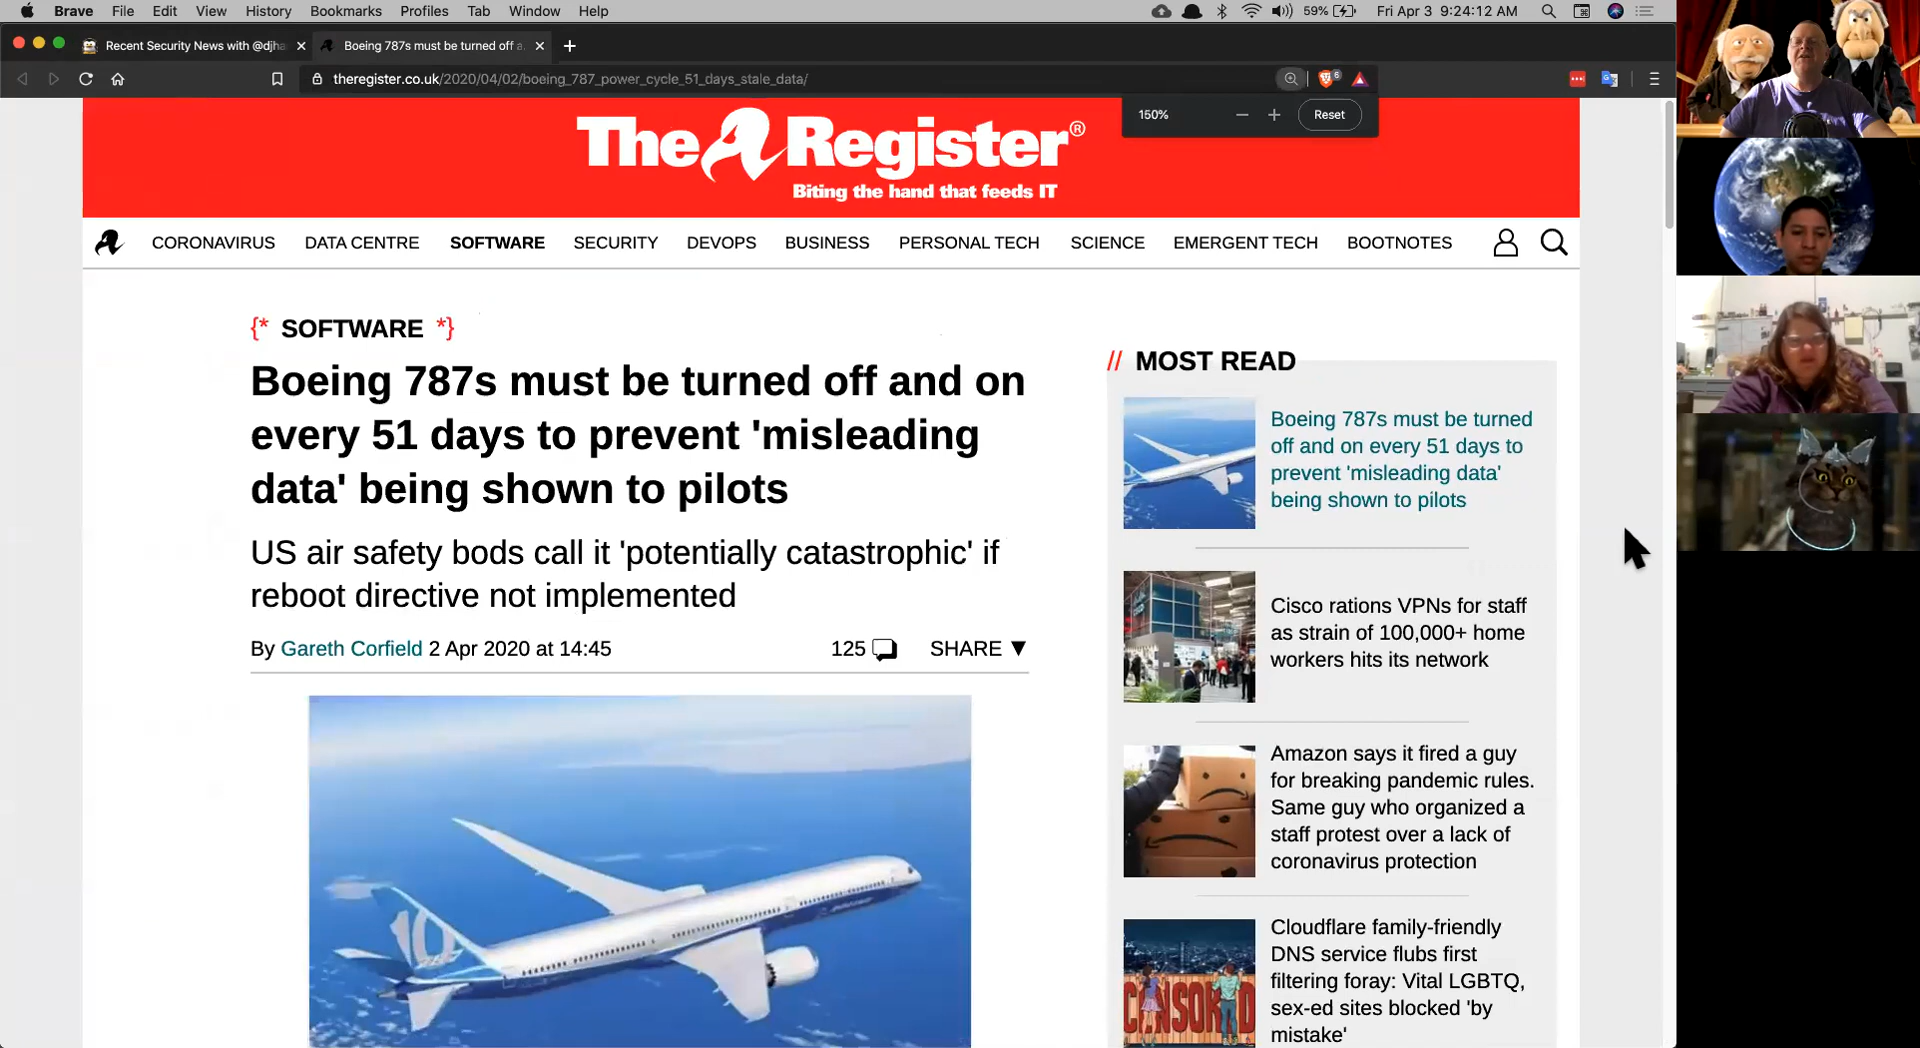 Brave File Edit View History Bookmarks Profiles Tab Window Help 59% Fri Apr 3 9:24:12 AM
Recent Security News with @djha × Boeing 787s must be turned off a × +
theregister.co.uk/2020/04/02/boeing_787_power_cycle_51_days_stale_data/ 6
150% − + Reset
The Register®
Biting the hand that feeds IT
CORONAVIRUS DATA CENTRE SOFTWARE SECURITY DEVOPS BUSINESS PERSONAL TECH SCIENCE EMERGENT TECH BOOTNOTES
{* SOFTWARE *}
Boeing 787s must be turned off and on
every 51 days to prevent 'misleading
data' being shown to pilots
US air safety bods call it 'potentially catastrophic' if
reboot directive not implemented
By Gareth Corfield 2 Apr 2020 at 14:45 125 SHARE ▼
10
// MOST READ
Boeing 787s must be turned
off and on every 51 days to
prevent 'misleading data'
being shown to pilots
Cisco rations VPNs for staff
as strain of 100,000+ home
workers hits its network
Amazon says it fired a guy
for breaking pandemic rules.
Same guy who organized a
staff protest over a lack of
coronavirus protection
CENSORED
Cloudflare family-friendly
DNS service flubs first
filtering foray: Vital LGBTQ,
sex-ed sites blocked 'by
mistake'